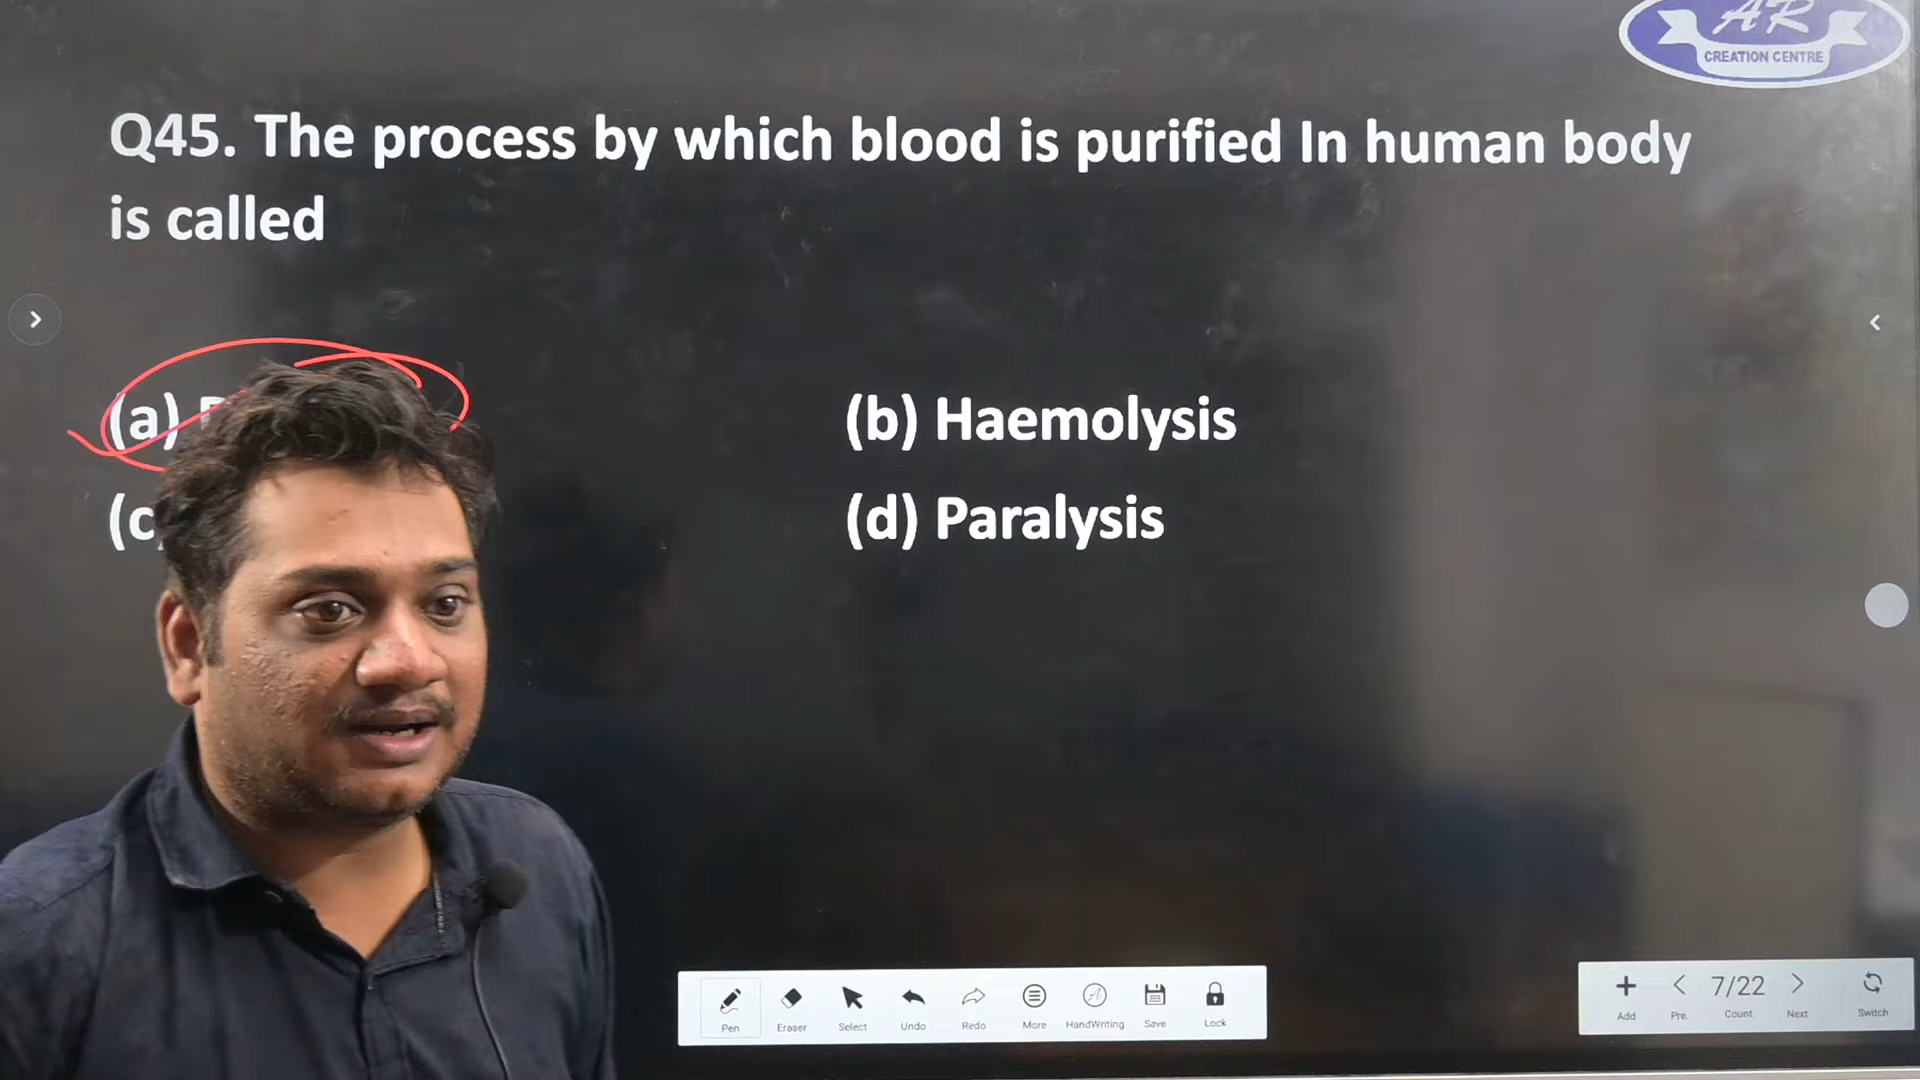 AR
CREATION CENTRE
Q45. The process by which blood is purified In human body
is called
(a)
(b) Haemolysis
(c)
(d) Paralysis
Pen Eraser Select Undo Redo More HandWriting Save Lock
7/22
Add Pre. Count Next Switch